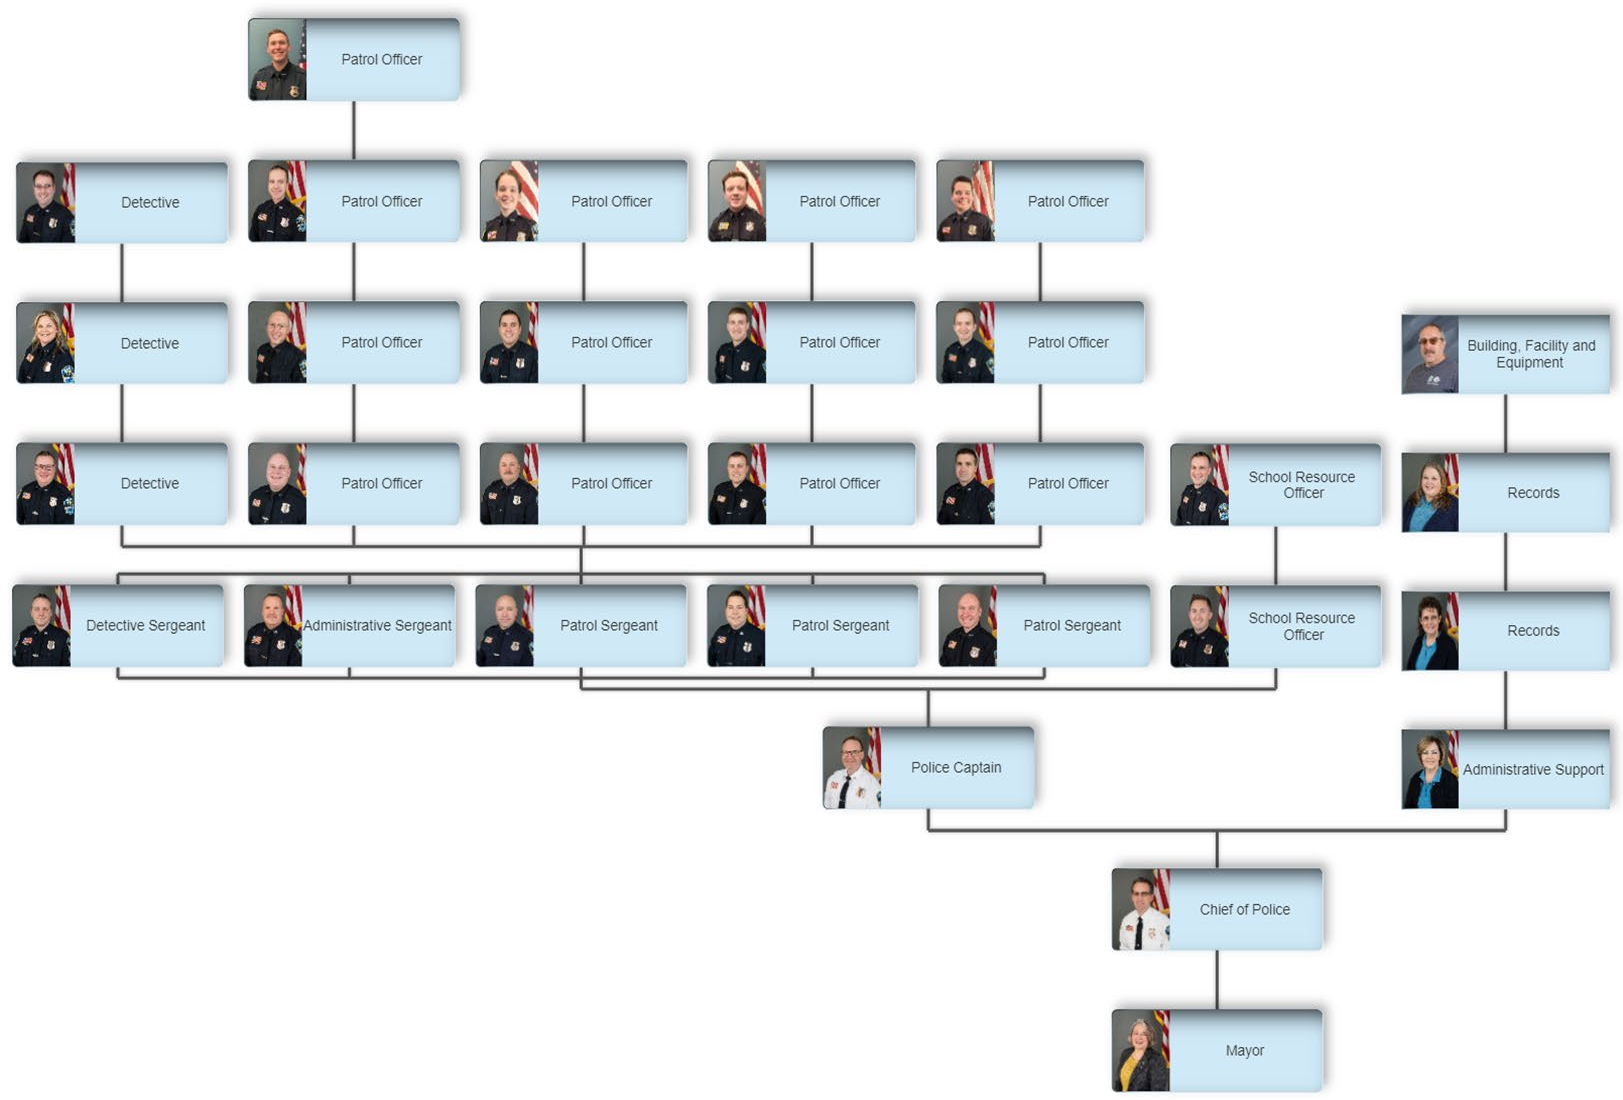 Patrol Officer
Detective
Patrol Officer
Patrol Officer
Patrol Officer
Patrol Officer
Detective
Patrol Officer
Patrol Officer
Patrol Officer
Patrol Officer
Building, Facility and
Equipment
Detective
Patrol Officer
Patrol Officer
Patrol Officer
Patrol Officer
School Resource
Officer
Records
Detective Sergeant
Administrative Sergeant
Patrol Sergeant
Patrol Sergeant
Patrol Sergeant
School Resource
Officer
Records
Police Captain
Administrative Support
Chief of Police
Mayor